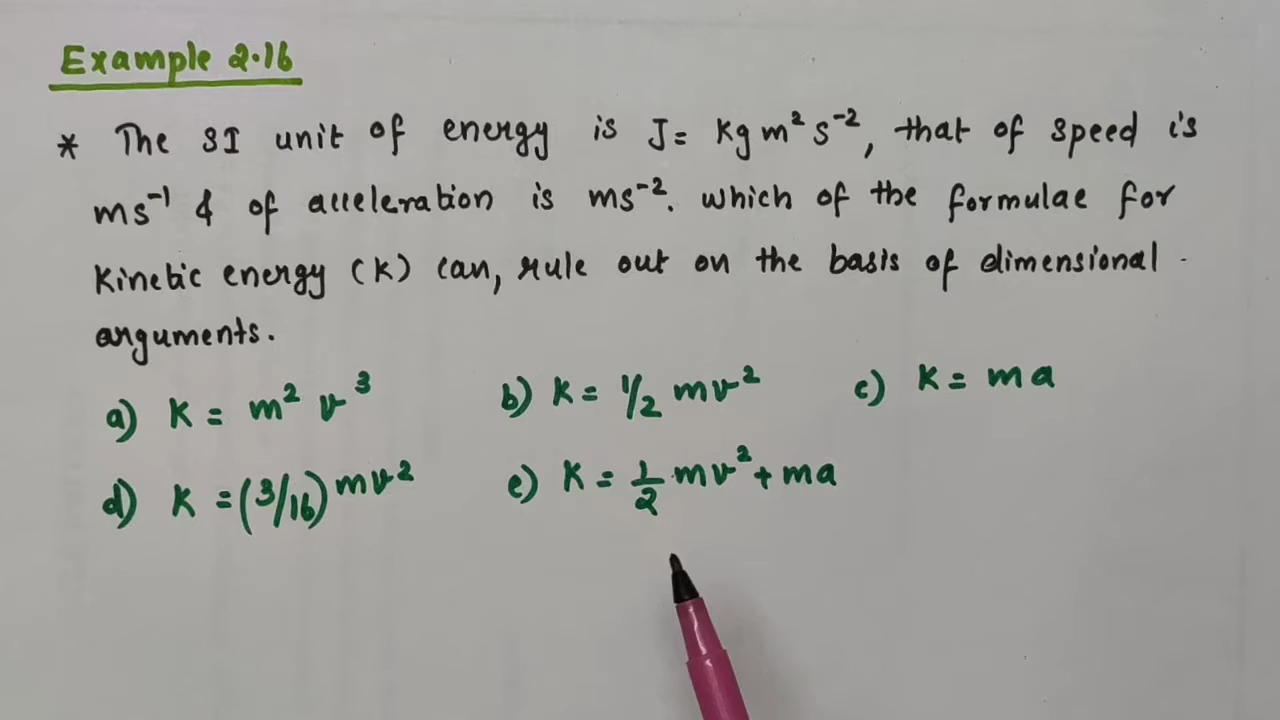 Example 2.16
* The SI unit of energy is J= Kg m² s⁻², that of speed is
ms⁻¹ & of acceleration is ms⁻². which of the formulae for
Kinetic energy (K) can, rule out on the basis of dimensional
arguments.
a) K = m² v³ b) K = 1/2 mv² c) K = ma
d) K = (3/16) mv² e) K = 1/2 mv² + ma